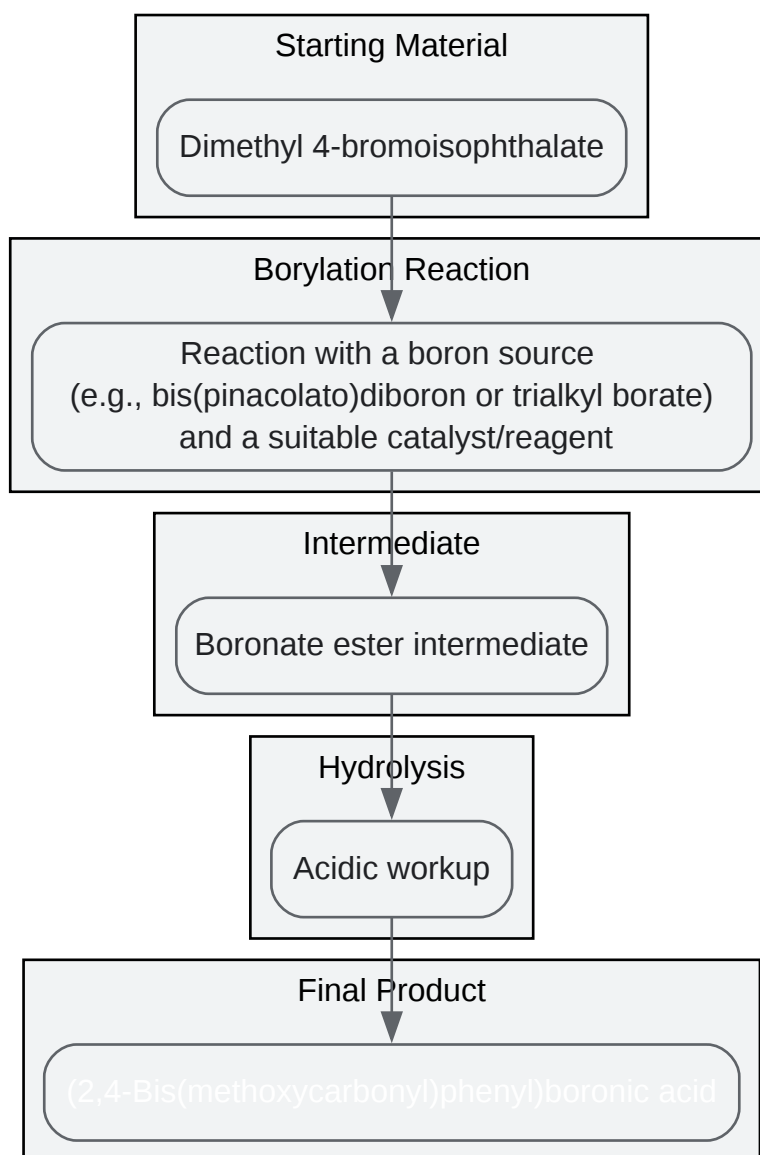 Starting Material
Dimethyl 4-bromoisophthalate
Borylation Reaction
Reaction with a boron source
(e.g., bis(pinacolato)diboron or trialkyl borate)
and a suitable catalyst/reagent
Intermediate
Boronate ester intermediate
Hydrolysis
Acidic workup
Final Product
(2,4-Bis(methoxycarbonyl)phenyl)boronic acid